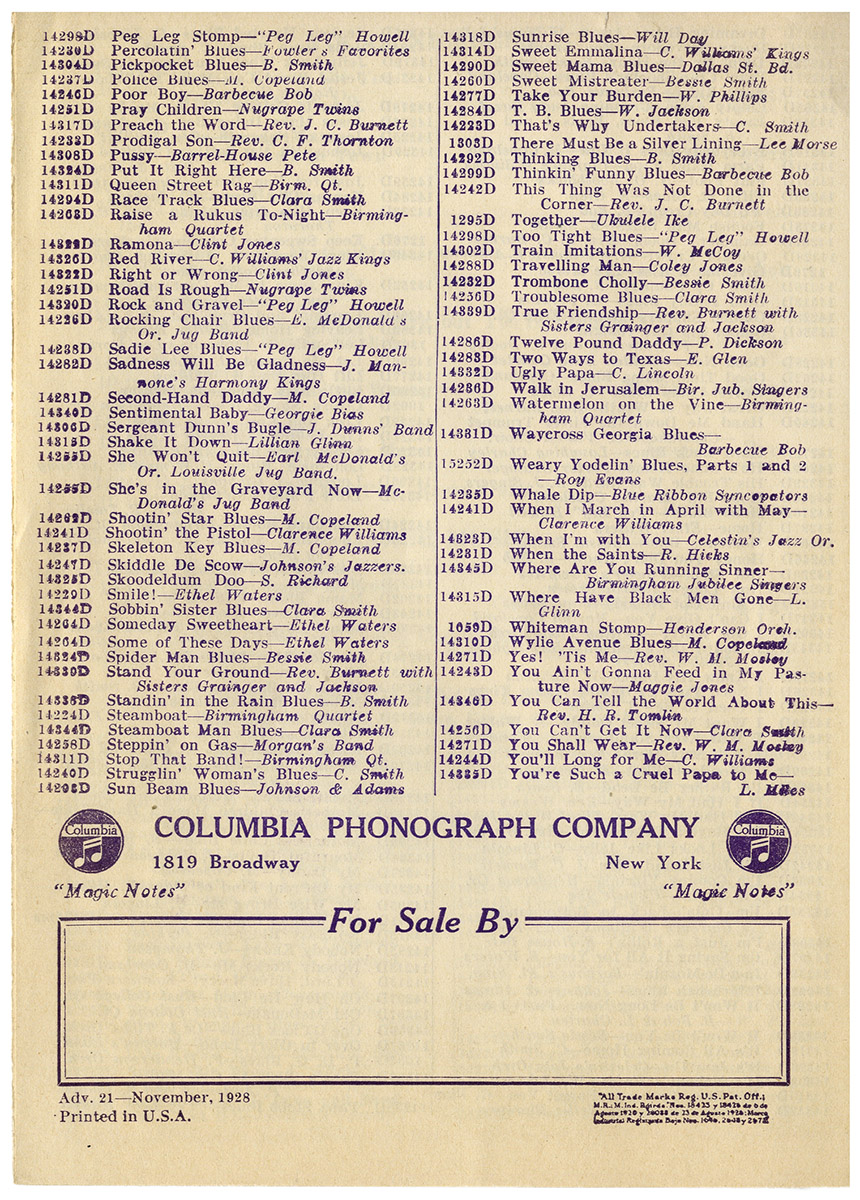 14298D Peg Leg Stomp—"Peg Leg" Howell
14230D Percolatin' Blues—Fowler's Favorites
14304D Pickpocket Blues—B. Smith
14237D Police Blues—M. Copeland
14246D Poor Boy—Barbecue Bob
14251D Pray Children—Nugrape Twins
14317D Preach the Word—Rev. J. C. Burnett
14233D Prodigal Son—Rev. C. F. Thornton
14308D Pussy—Barrel-House Pete
14324D Put It Right Here—B. Smith
14311D Queen Street Rag—Birm. Qt.
14294D Race Track Blues—Clara Smith
14263D Raise a Rukus To-Night—Birming-
ham Quartet
Ramona—Clint Jones
14326D Red River—C. Williams' Jazz Kings
14322D Right or Wrong—Clint Jones
14251D Road Is Rough—Nugrape Twins
14320D Rock and Gravel—"Peg Leg" Howell
14226D Rocking Chair Blues—E. McDonald's
Or. Jug Band
14238D Sadie Lee Blues—"Peg Leg" Howell
14282D Sadness Will Be Gladness—J. Man-
none's Harmony Kings
14281D Second-Hand Daddy—M. Copeland
14340D Sentimental Baby—Georgie Bias
14306D Sergeant Dunn's Bugle—J. Dunns' Band
14315D Shake It Down—Lillian Glinn
14255D She Won't Quit—Earl McDonald's
Or. Louisville Jug Band.
14255D She's in the Graveyard Now—Mc-
Donald's Jug Band
Shootin' Star Blues—M. Copeland
14241D Shootin' the Pistol—Clarence Williams
14237D Skeleton Key Blues—M. Copeland
14247D Skiddle De Scow—Johnson's Jazzers.
14325D Skoodeldum Doo—S. Richard
14229D Smile!—Ethel Waters
14344D Sobbin' Sister Blues—Clara Smith
14264D Someday Sweetheart—Ethel Waters
14264D Some of These Days—Ethel Waters
14324D Spider Man Blues—Bessie Smith
14330D Stand Your Ground—Rev. Burnett with
Sisters Grainger and Jackson
14338D Standin' in the Rain Blues—B. Smith
14224D Steamboat—Birmingham Quartet
14344D Steamboat Man Blues—Clara Smith
14258D Steppin' on Gas—Morgan's Band
14311D Stop That Band!—Birmingham Qt.
14240D Strugglin' Woman's Blues—C. Smith
Sun Beam Blues—Johnson & Adams
14318D Sunrise Blues—Will Day
14314D Sweet Emmalina—C. Williams' Kings
14290D Sweet Mama Blues—Dallas St. Bd.
14260D Sweet Mistreater—Bessie Smith
14277D Take Your Burden—W. Phillips
14284D T. B. Blues—W. Jackson
14223D That's Why Undertakers—C. Smith
1303D There Must Be a Silver Lining—Lee Morse
14292D Thinking Blues—B. Smith
14299D Thinkin' Funny Blues—Barbecue Bob
14242D This Thing Was Not Done in the
Corner—Rev. J. C. Burnett
1295D Together—Ukulele Ike
14298D Too Tight Blues—"Peg Leg" Howell
14302D Train Imitations—W. McCoy
14288D Travelling Man—Coley Jones
14232D Trombone Cholly—Bessie Smith
14256D Troublesome Blues—Clara Smith
14339D True Friendship—Rev. Burnett with
Sisters Grainger and Jackson
14286D Twelve Pound Daddy—P. Dickson
14283D Two Ways to Texas—E. Glen
14332D Ugly Papa—C. Lincoln
14236D Walk in Jerusalem—Bir. Jub. Singers
14263D Watermelon on the Vine—Birming-
ham Quartet
14331D Waycross Georgia Blues—
Barbecue Bob
15252D Weary Yodelin' Blues, Parts 1 and 2
—Roy Evans
14235D Whale Dip—Blue Ribbon Syncopators
14241D When I March in April with May—
Clarence Williams
14323D When I'm with You—Celestin's Jazz Or.
14231D When the Saints—R. Hicks
14345D Where Are You Running Sinner—
Birmingham Jubilee Singers
14315D Where Have Black Men Gone—L.
Glinn
1059D Whiteman Stomp—Henderson Orch.
14310D Wylie Avenue Blues—M. Copeland
14271D Yes! 'Tis Me—Rev. W. M. Mosley
14243D You Ain't Gonna Feed in My Pas-
ture Now—Maggie Jones
14346D You Can Tell the World About This—
Rev. H. R. Tomlin
14256D You Can't Get It Now—Clara Smith
14271D You Shall Wear—Rev. W. M. Mosley
14244D You'll Long for Me—C. Williams
14335D You're Such a Cruel Papa to Me—
L. Miles
Columbia
COLUMBIA PHONOGRAPH COMPANY
Columbia
1819 Broadway New York
"Magic Notes" "Magic Notes"
For Sale By
Adv. 21—November, 1928
Printed in U.S.A.
"All Trade Marks Reg. U.S. Pat. Off.;
M.R.; M. Ind. Nos. 18425 y 18426 de
Agosto 1920 y 20088 de 23 de Agosto 1926; Marca
Industrial Registrada Bajo Nos.